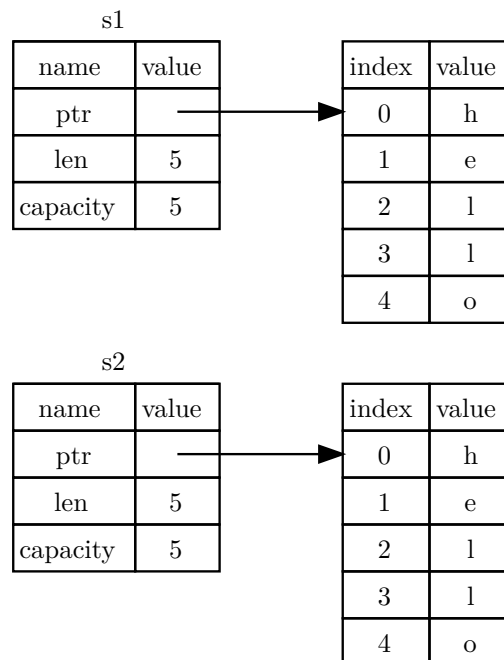 s1
name value
ptr
len 5
capacity 5
index value
0 h
1 e
2 l
3 l
4 o
s2
name value
ptr
len 5
capacity 5
index value
0 h
1 e
2 l
3 l
4 o